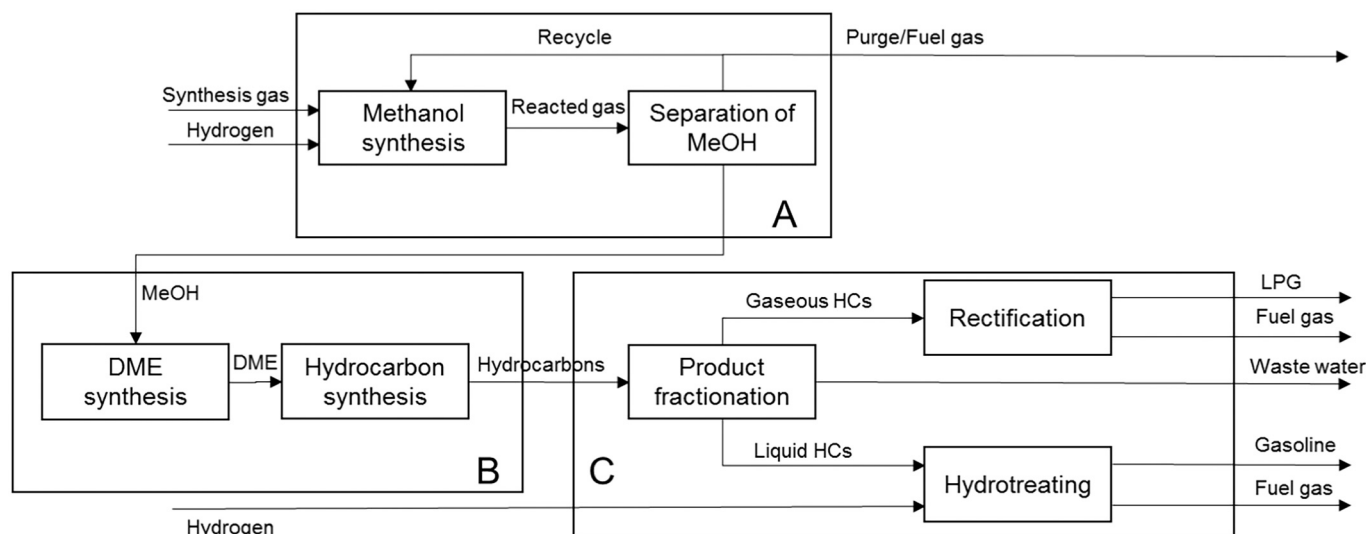 Recycle
Purge/Fuel gas
Synthesis gas
Hydrogen
Methanol
synthesis
Reacted gas
Separation of
MeOH
A
MeOH
DME
synthesis
DME
Hydrocarbon
synthesis
B
Hydrocarbons
Product
fractionation
Gaseous HCs
Rectification
LPG
Fuel gas
Waste water
Liquid HCs
C
Hydrotreating
Gasoline
Fuel gas
Hydrogen